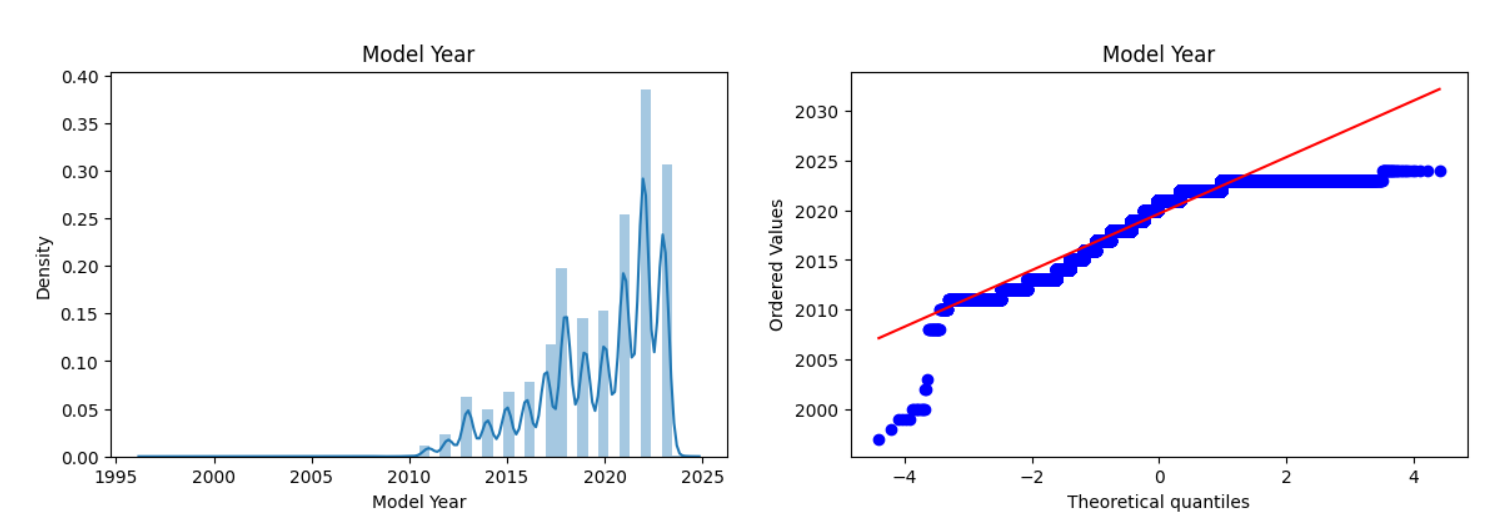 Model Year
0.40
0.35
0.30
0.25
0.20
0.15
0.10
0.05
0.00
Density
1995 2000 2005 2010 2015 2020 2025
Model Year
Model Year
2030
2025
2020
2015
2010
2005
2000
Ordered Values
−4 −2 0 2 4
Theoretical quantiles